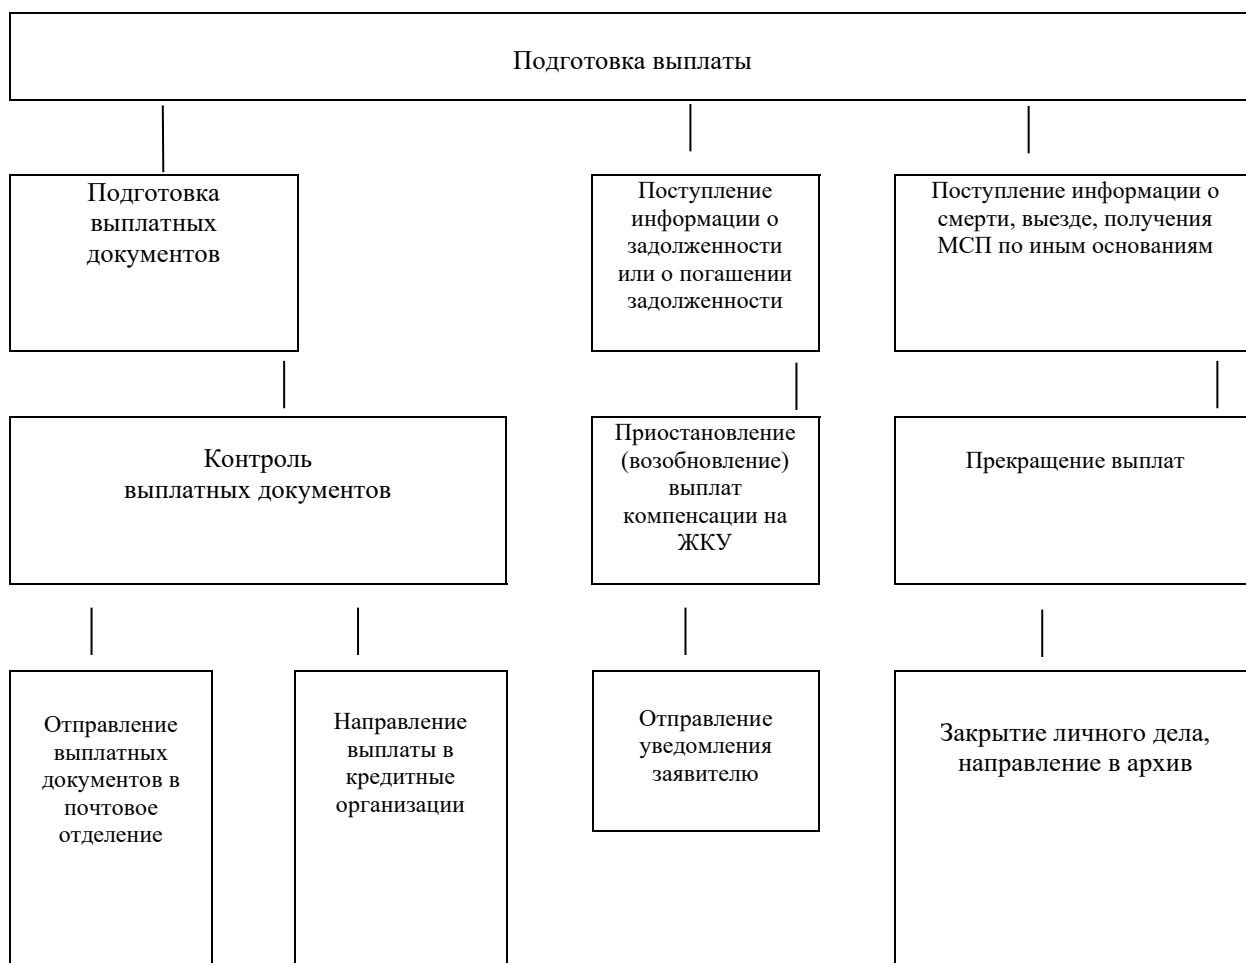 Подготовка выплаты
Подготовка
выплатных
документов
Поступление
информации о
задолженности
или о погашении
задолженности
Поступление информации о
смерти, выезде, получения
МСП по иным основаниям
Контроль
выплатных документов
Приостановление
(возобновление)
выплат
компенсации на
ЖКУ
Прекращение выплат
Отправление
выплатных
документов в
почтовое
отделение
Направление
выплаты в
кредитные
организации
Отправление
уведомления
заявителю
Закрытие личного дела,
направление в архив